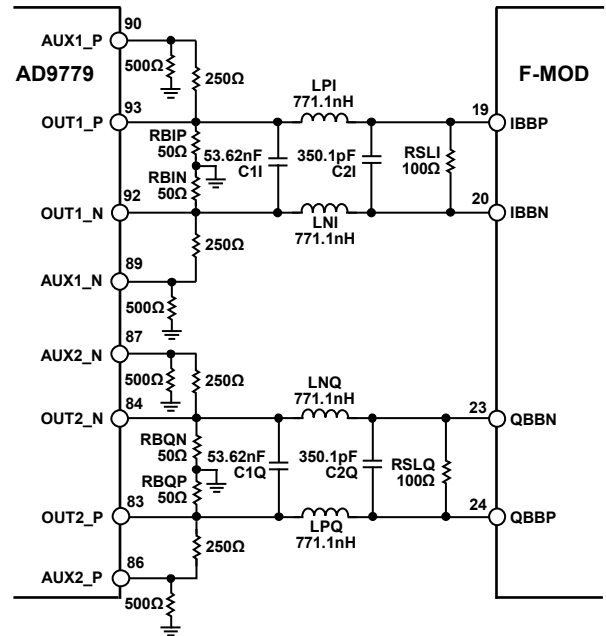 90
AUX1_P
AD9779
F-MOD
500Ω
250Ω
LPI
771.1nH
93
19
OUT1_P
IBBP
RBIP
50Ω
53.62nF
C1I
350.1pF
C2I
RSLI
100Ω
RBIN
50Ω
92
20
OUT1_N
IBBN
LNI
771.1nH
250Ω
89
AUX1_N
500Ω
87
AUX2_N
500Ω
250Ω
LNQ
771.1nH
84
23
OUT2_N
QBBN
RBQN
50Ω
53.62nF
C1Q
350.1pF
C2Q
RSLQ
100Ω
RBQP
50Ω
83
24
OUT2_P
QBBP
LPQ
771.1nH
250Ω
86
AUX2_P
500Ω